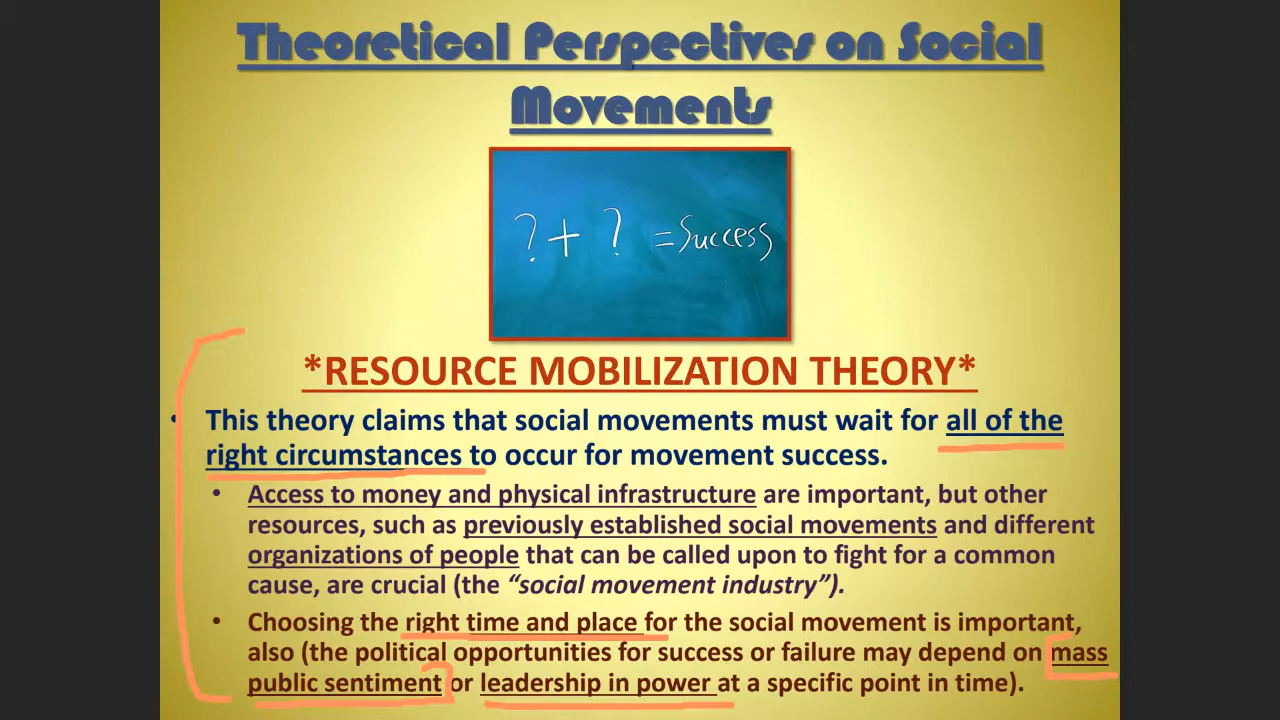 Theoretical Perspectives on Social
Movements
? + ? = Success
*RESOURCE MOBILIZATION THEORY*
• This theory claims that social movements must wait for all of the
right circumstances to occur for movement success.
• Access to money and physical infrastructure are important, but other
resources, such as previously established social movements and different
organizations of people that can be called upon to fight for a common
cause, are crucial (the “social movement industry”).
• Choosing the right time and place for the social movement is important,
also (the political opportunities for success or failure may depend on mass
public sentiment or leadership in power at a specific point in time).